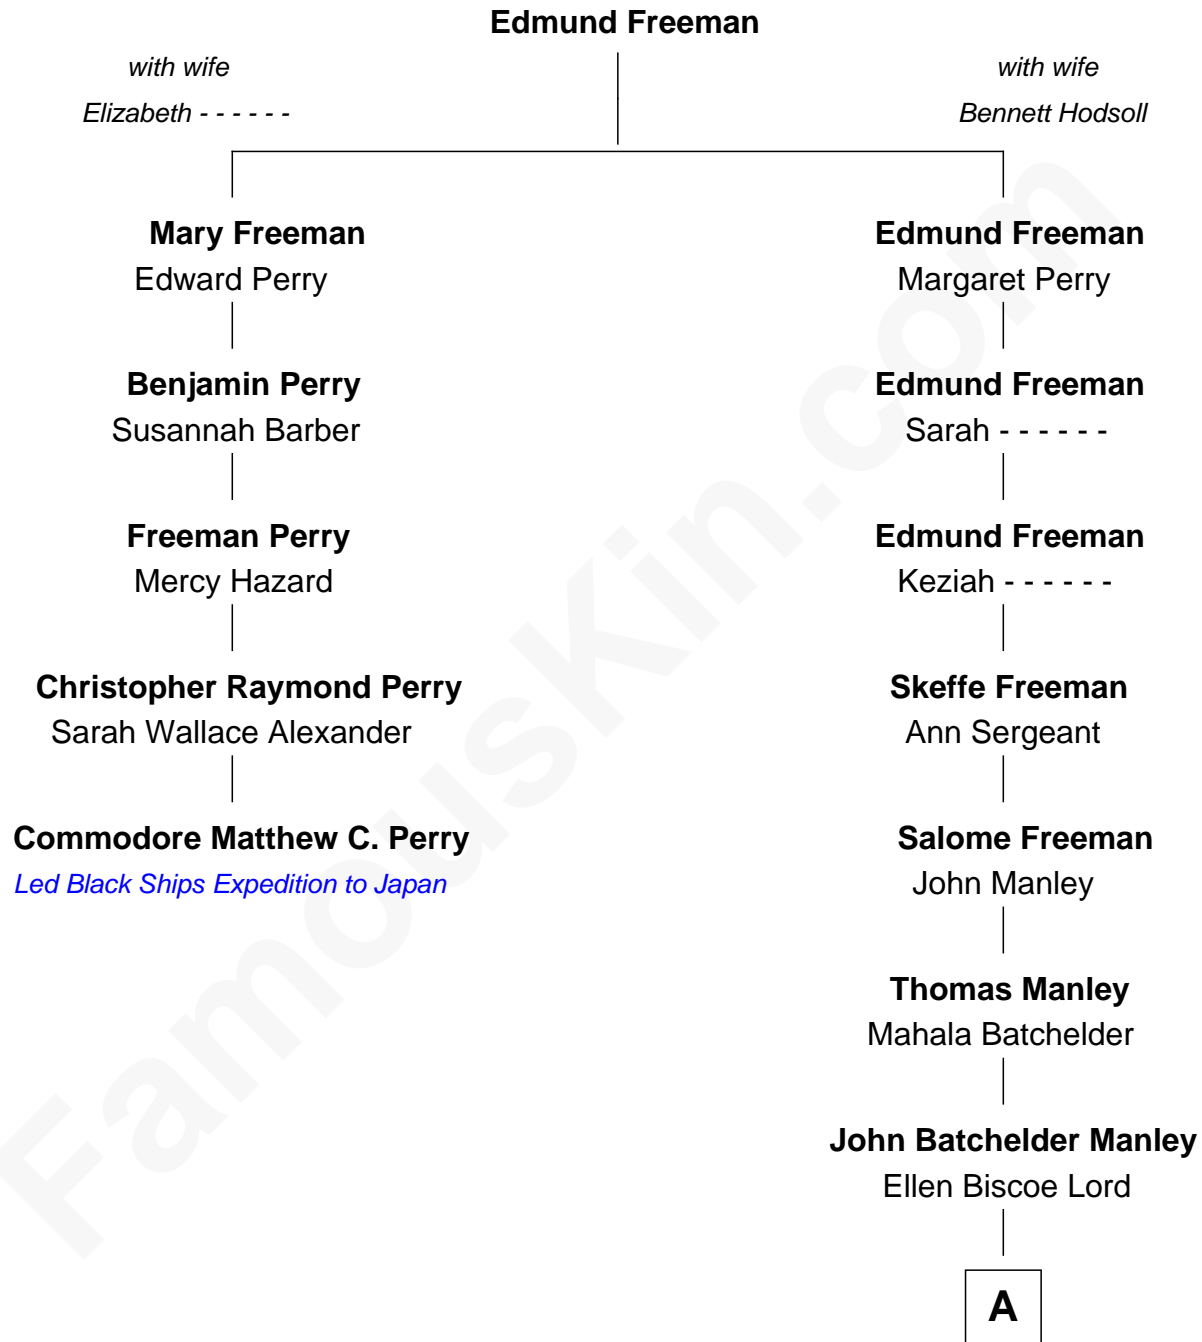 Edmund Freeman
with wife
Elizabeth - - - - - -
with wife
Bennett Hodsoll
Mary Freeman
Edward Perry
Benjamin Perry
Susannah Barber
Freeman Perry
Mercy Hazard
Christopher Raymond Perry
Sarah Wallace Alexander
Commodore Matthew C. Perry
Led Black Ships Expedition to Japan
Edmund Freeman
Margaret Perry
Edmund Freeman
Sarah - - - - - -
Edmund Freeman
Keziah - - - - - -
Skeffe Freeman
Ann Sergeant
Salome Freeman
John Manley
Thomas Manley
Mahala Batchelder
John Batchelder Manley
Ellen Biscoe Lord
A
FamousKin.com